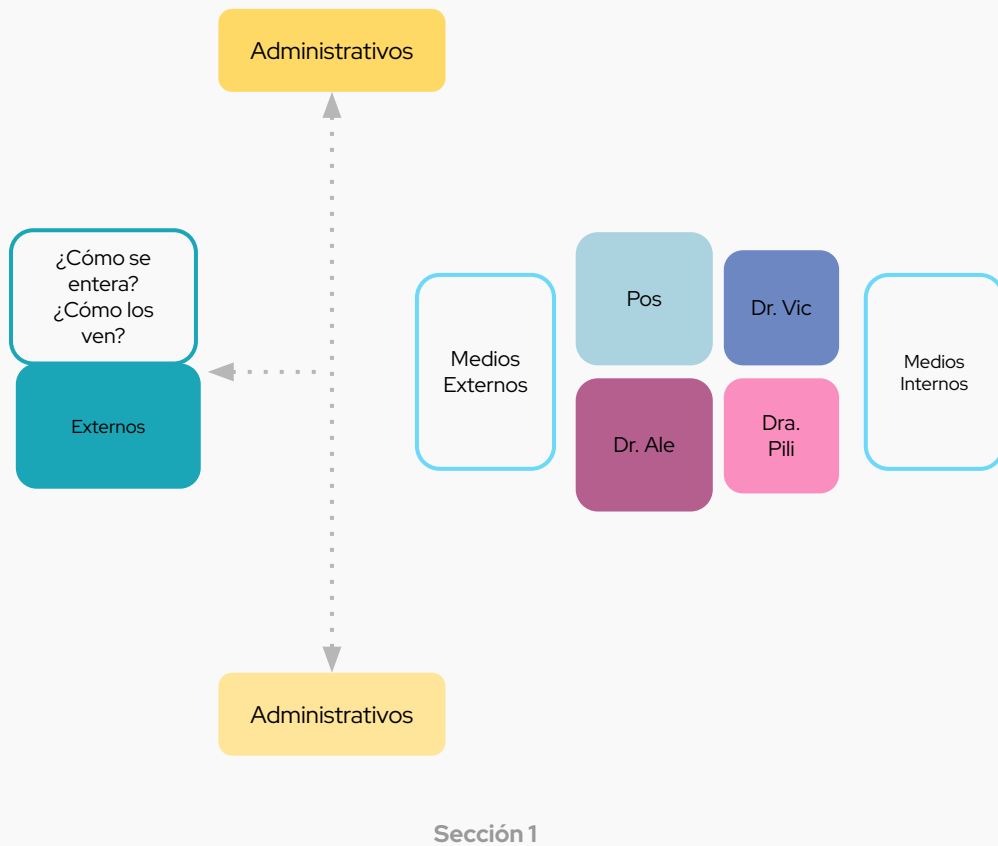 Administrativos
¿Cómo se
entera?
¿Cómo los
ven?
Externos
Medios
Externos
Pos
Dr. Vic
Dr. Ale
Dra.
Pili
Medios
Internos
Administrativos
Sección 1